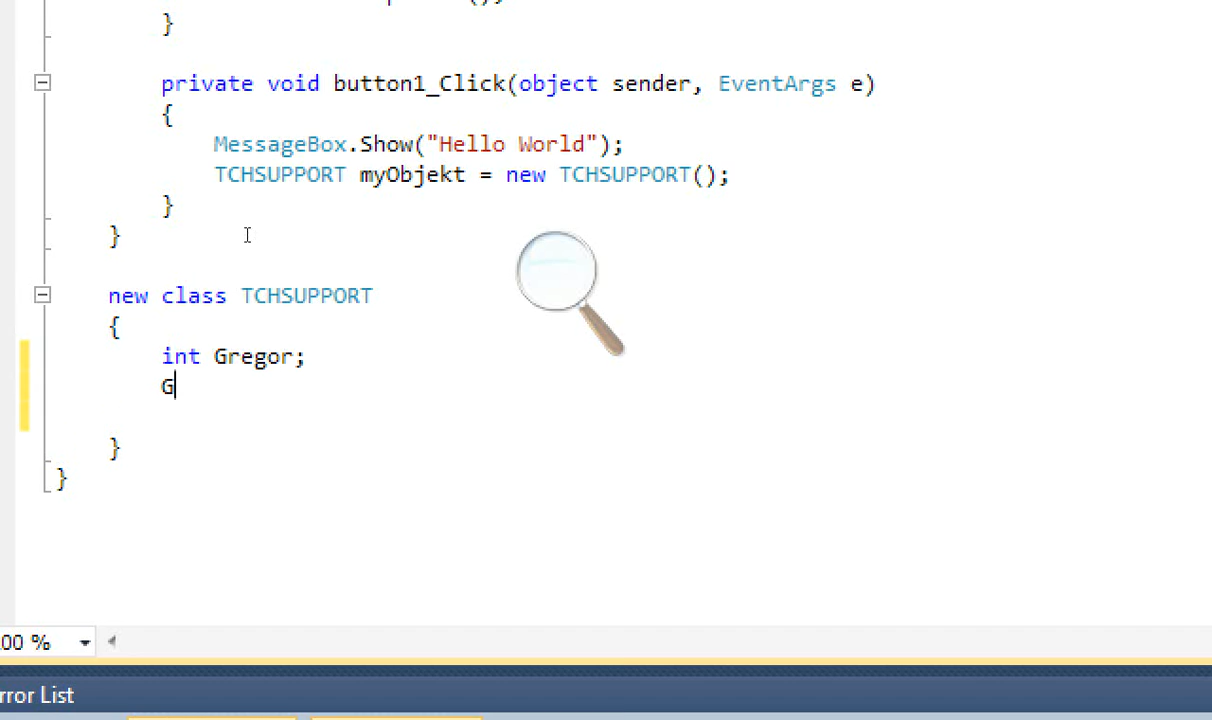 }
private void button1_Click(object sender, EventArgs e)
{
MessageBox.Show("Hello World");
TCHSUPPORT myObjekt = new TCHSUPPORT();
}
}
new class TCHSUPPORT
{
int Gregor;
G
}
}
00 %
rror List